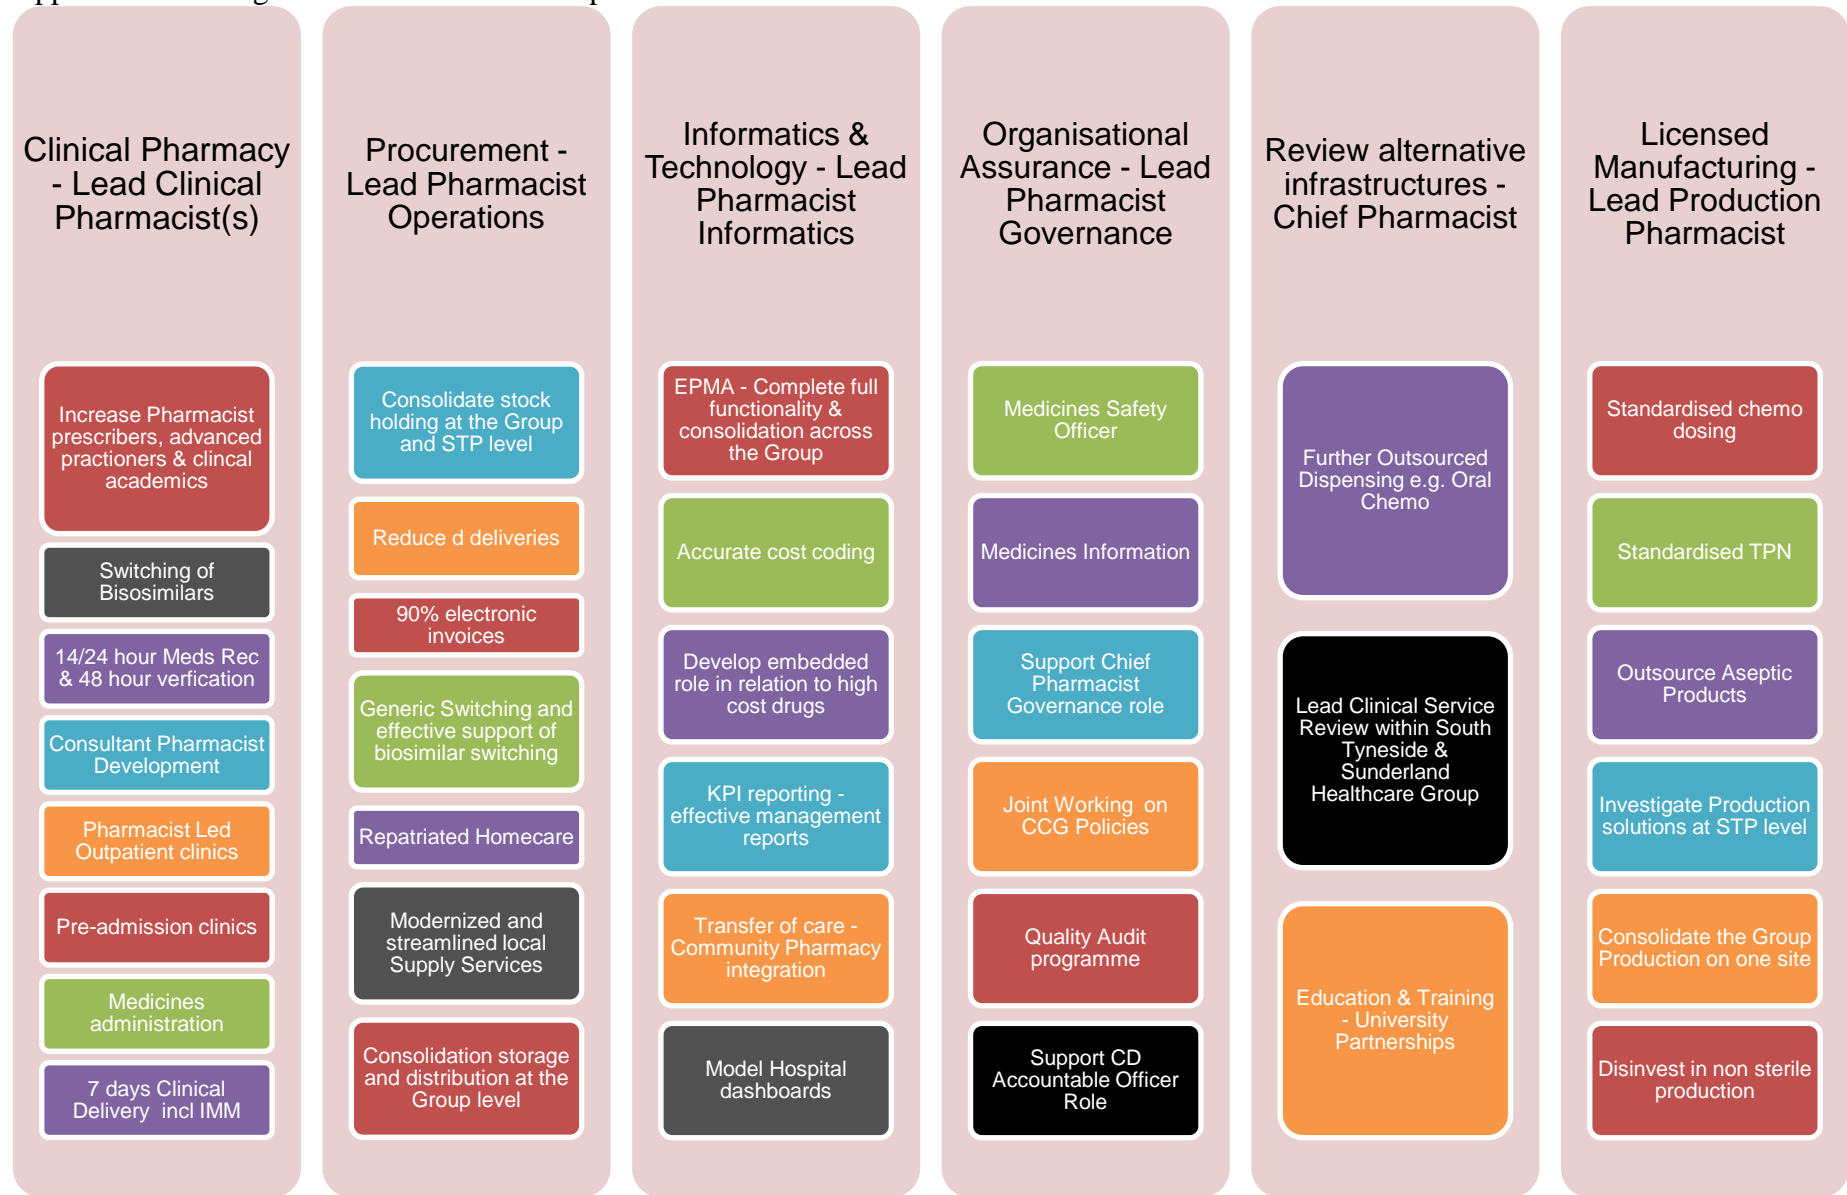 Clinical Pharmacy
- Lead Clinical
Pharmacist(s)
Increase Pharmacist
prescribers, advanced
practioners & clincal
academics
Switching of
Bisosimilars
14/24 hour Meds Rec
& 48 hour verfication
Consultant Pharmacist
Development
Pharmacist Led
Outpatient clinics
Pre-admission clinics
Medicines
administration
7 days Clinical
Delivery incl IMM
Procurement -
Lead Pharmacist
Operations
Consolidate stock
holding at the Group
and STP level
Reduce d deliveries
90% electronic
invoices
Generic Switching and
effective support of
biosimilar switching
Repatriated Homecare
Modernized and
streamlined local
Supply Services
Consolidation storage
and distribution at the
Group level
Informatics &
Technology - Lead
Pharmacist
Informatics
EPMA - Complete full
functionality &
consolidation across
the Group
Accurate cost coding
Develop embedded
role in relation to high
cost drugs
KPI reporting -
effective management
reports
Transfer of care -
Community Pharmacy
integration
Model Hospital
dashboards
Organisational
Assurance - Lead
Pharmacist
Governance
Medicines Safety
Officer
Medicines Information
Support Chief
Pharmacist
Governance role
Joint Working on
CCG Policies
Quality Audit
programme
Support CD
Accountable Officer
Role
Review alternative
infrastructures -
Chief Pharmacist
Further Outsourced
Dispensing e.g. Oral
Chemo
Lead Clinical Service
Review within South
Tyneside &
Sunderland
Healthcare Group
Education & Training
- University
Partnerships
Licensed
Manufacturing -
Lead Production
Pharmacist
Standardised chemo
dosing
Standardised TPN
Outsource Aseptic
Products
Investigate Production
solutions at STP level
Consolidate the Group
Production on one site
Disinvest in non sterile
production